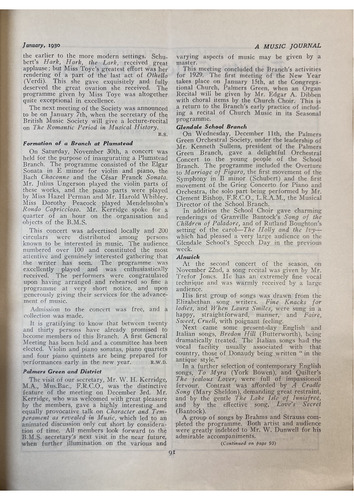 January, 1930
A MUSIC JOURNAL
the earlier to the more modern settings. Schu-
bert's Hark, Hark, the Lark, received great
applause; but Miss Toye's greatest effort was her
rendering of a part of the last act of Othello
(Verdi). This she gave exquisitely and fully
deserved the great ovation she received. The
programme given by Miss Toye was altogether
quite exceptional in excellence.
The next meeting of the Society was announced
to be on January 7th, when the secretary of the
British Music Society will give a lecture-recital
on The Romantic Period in Musical History.
Formation of a Branch at Plumstead
On Saturday, November 30th, a concert was
held for the purpose of inaugurating a Plumstead
Branch. The programme consisted of the Elgar
Sonata in E minor for violin and piano, the
Bach Chaconne and the César Franck Sonata.
Mr. Julius Ungerson played the violin parts of
these works, and the piano parts were played
by Miss Hazel Perman and Mr. Harold Whibley.
Miss Dorothy Peacock played Mendelssohn's
Rondo Capriccioso. Mr. Kerridge spoke for a
quarter of an hour on the organisation and
objects of the B.M.S.
This concert was advertised locally and 200
circulars were distributed among persons
known to be interested in music. The audience
numbered over 100 and constituted the most
attentive and genuinely interested gathering that
the writer has seen. The programme was
excellently played and was enthusiastically
received. The performers were congratulated
upon having arranged and rehearsed so fine a
programme at very short notice, and upon
generously giving their services for the advance-
ment of music.
Admission to the concert was free, and a
collection was made.
It is gratifying to know that between twenty
and thirty persons have already promised to
become members of this Branch. A first General
Meeting has been held and a committee has been
elected. Violin and piano sonatas, piano quartets
and four piano quintets are being prepared for
performances early in the new year.
R.W.G.
Palmers Green and District
The visit of our secretary, Mr. W. H. Kerridge,
M.A., Mus.Bac., F.R.C.O., was the distinctive
feature of the meeting on December 3rd. Mr.
Kerridge, who was welcomed with great pleasure
by the members, gave a highly interesting and
equally provocative talk on Character and Tem-
perament as revealed in Music, which led to an
animated discussion only cut short by considera-
tion of time. All members look forward to the
B.M.S. secretary's next visit in the near future,
when further illumination on the various and
varying aspects of music may be given by a
master.
This meeting concluded the Branch's activities
for 1929. The first meeting of the New Year
takes place on January 15th, at the Congrega-
tional Church, Palmers Green, when an Organ
Recital will be given by Mr. Edgar A. Dibben
with choral items by the Church Choir. This is
a return to the Branch's early practice of includ-
ing a recital of Church Music in its Seasonal
Programme.
Glendale School Branch
On Wednesday, December 11th, the Palmers
Green Orchestral Society, under the leadership of
Mr. Kenneth Sullens, president of the Palmers
Green Branch, gave a delightful Orchestral
Concert to the young people of the School
Branch. The programme included the Overture
to Marriage of Figaro, the first movement of the
Symphony in B minor (Schubert) and the first
movement of the Grieg Concerto for Piano and
Orchestra, the solo part being performed by Mr.
Clement Bishop, F.R.C.O., L.R.A.M., the Musical
Director of the School Branch.
In addition the School Choir gave charming
renderings of Granville Bantock's Song of the
Children of Palidore, and of Rutland Boughton's
setting of the carol—The Holly and the Ivy—
which had pleased a very large audience on the
Glendale School's Speech Day in the previous
week.
Alnwick
At the second concert of the season, on
November 22nd, a song recital was given by Mr.
Trefor Jones. He has an extremely fine vocal
technique and was warmly received by a large
audience.
His first group of songs was drawn from the
Elizabethan song writers. Fine Knacks for
ladies, and When Laura Smiles, were sung in a
happy, straightforward, manner, and Faire,
Sweet, Cruell, with poignant feeling.
Next came some present-day English and
Italian songs, Bredon Hill (Butterworth), being
dramatically treated. The Italian songs had the
vocal facility usually associated with that
country, those of Donaudy being written "in the
antique style."
In a further selection of contemporary English
songs, To Myra (York Bowen), and Quilter's
The jealous Lover, were full of impassioned
fervour. Contrast was afforded by A Cradle
Song (Roy Thompson), demanding great restraint
and by the gentle The Lake Isle of Innisfree,
and by the effective song, Love's Secret
(Bantock).
A group of songs by Brahms and Strauss com-
pleted the programme. Both artist and audience
were greatly indebted to Mr. W. Dunwell for his
admirable accompaniments.
91